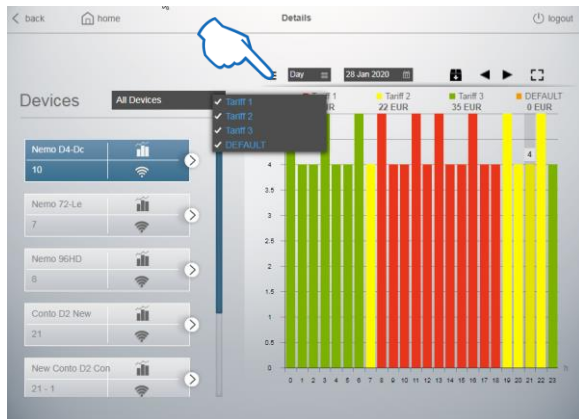 back
home
Details
logout
Day
28 Jan 2020
Devices
All Devices
Tariff 1
Tariff 2
Tariff 3
DEFAULT
Tariff 2
22 EUR
Tariff 3
35 EUR
DEFAULT
0 EUR
Nemo D4-Dc
10
Nemo 72-Le
7
Nemo 96HD
8
Conto D2 New
21
New Conto D2 Con
21 - 1
4
4
3.5
3
2.5
2
1.5
1
0.5
0
h
0 1 2 3 4 5 6 7 8 9 10 11 12 13 14 15 16 17 18 19 20 21 22 23